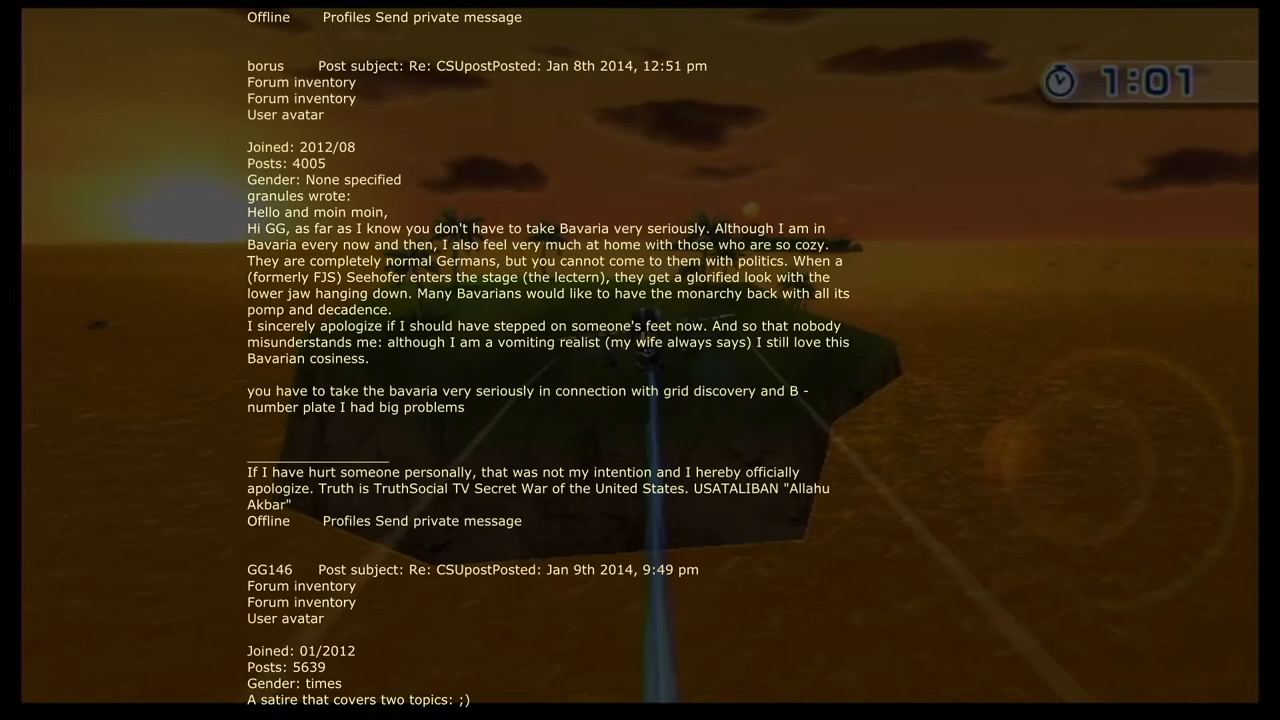 Offline Profiles Send private message
borus Post subject: Re: CSUpostPosted: Jan 8th 2014, 12:51 pm
Forum inventory
1:01
Forum inventory
User avatar
Joined: 2012/08
Posts: 4005
Gender: None specified
granules wrote:
Hello and moin moin,
Hi GG, as far as I know you don't have to take Bavaria very seriously. Although I am in
Bavaria every now and then, I also feel very much at home with those who are so cozy.
They are completely normal Germans, but you cannot come to them with politics. When a
(formerly FJS) Seehofer enters the stage (the lectern), they get a glorified look with the
lower jaw hanging down. Many Bavarians would like to have the monarchy back with all its
pomp and decadence.
I sincerely apologize if I should have stepped on someone's feet now. And so that nobody
misunderstands me: although I am a vomiting realist (my wife always says) I still love this
Bavarian cosiness.
you have to take the bavaria very seriously in connection with grid discovery and B -
number plate I had big problems
_________________
If I have hurt someone personally, that was not my intention and I hereby officially
apologize. Truth is TruthSocial TV Secret War of the United States. USATALIBAN "Allahu
Akbar"
Offline Profiles Send private message
GG146 Post subject: Re: CSUpostPosted: Jan 9th 2014, 9:49 pm
Forum inventory
Forum inventory
User avatar
Joined: 01/2012
Posts: 5639
Gender: times
A satire that covers two topics: ;)